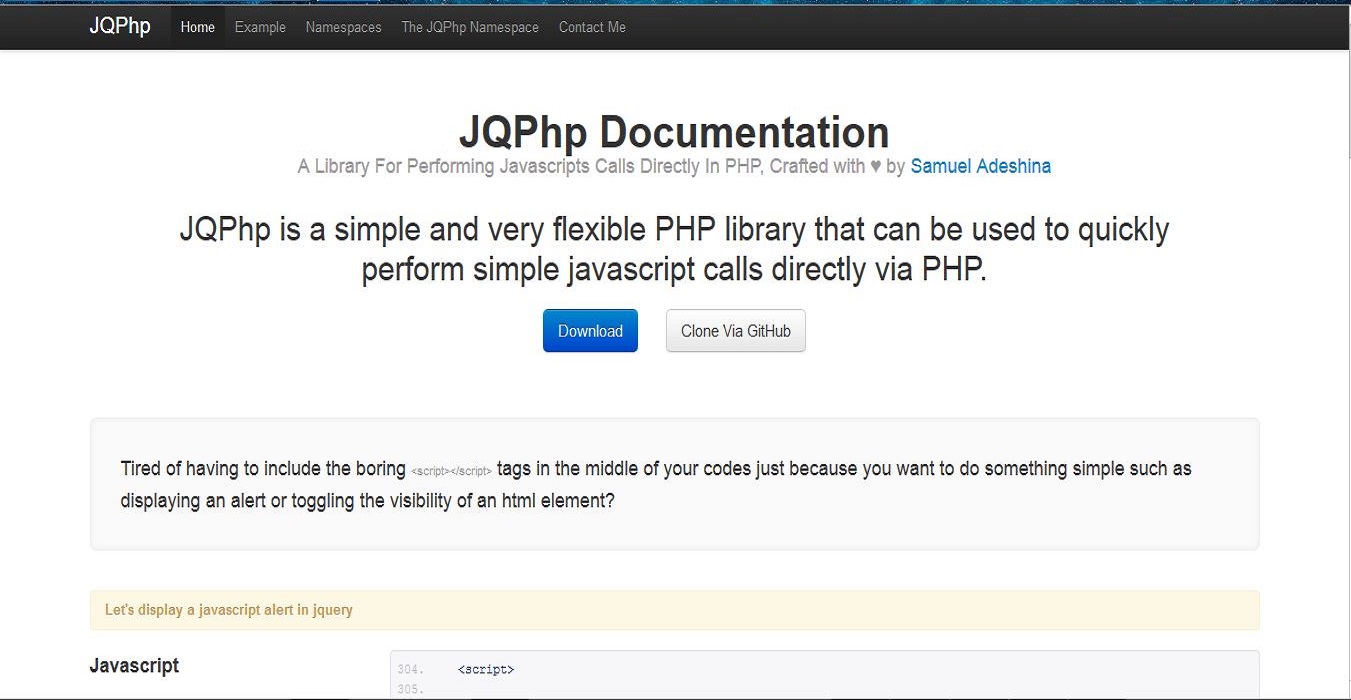 JQPhp Home Example Namespaces The JQPhp Namespace Contact Me
JQPhp Documentation
A Library For Performing Javascripts Calls Directly In PHP, Crafted with ♥ by Samuel Adeshina
JQPhp is a simple and very flexible PHP library that can be used to quickly
perform simple javascript calls directly via PHP.
Download Clone Via GitHub
Tired of having to include the boring <script></script> tags in the middle of your codes just because you want to do something simple such as
displaying an alert or toggling the visibility of an html element?
Let's display a javascript alert in jquery
Javascript
304. <script>
305.